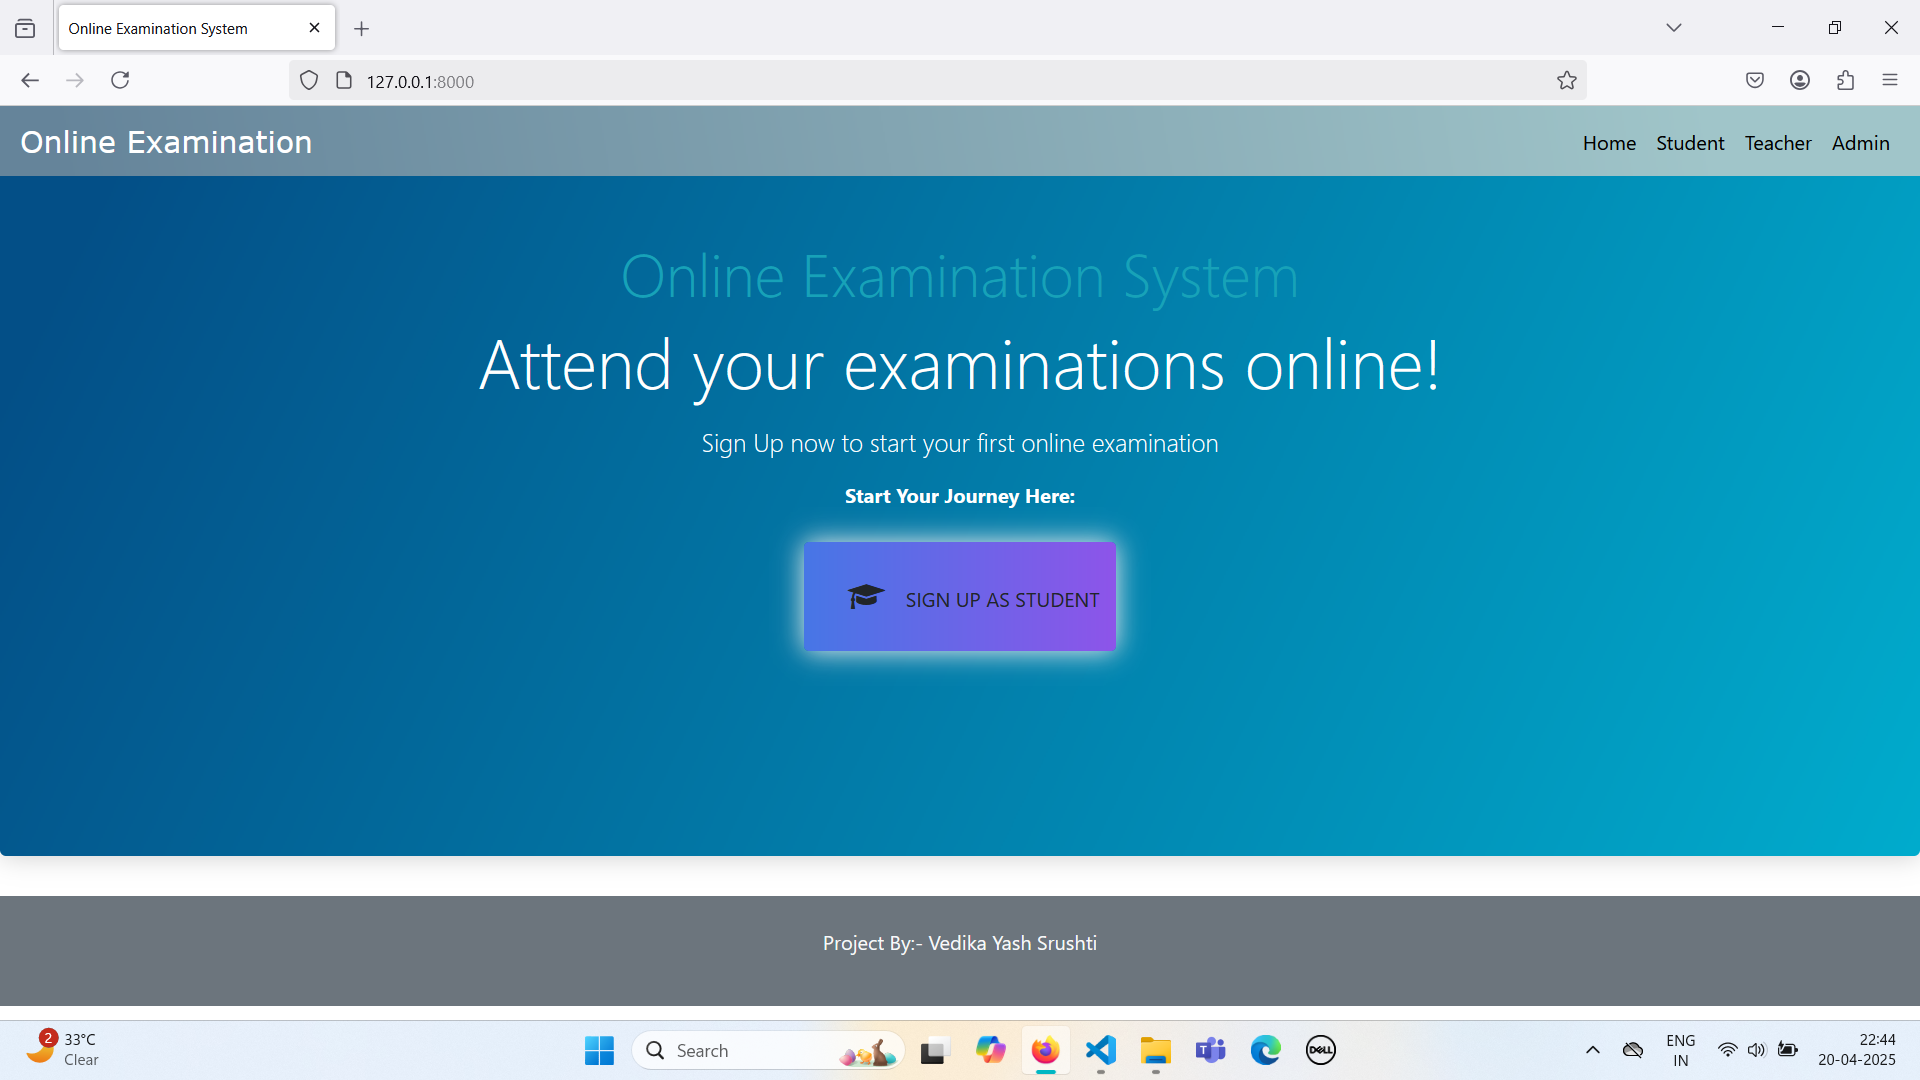 Online Examination System
127.0.0.1:8000
Online Examination
Home Student Teacher Admin
Online Examination System
Attend your examinations online!
Sign Up now to start your first online examination
Start Your Journey Here:
SIGN UP AS STUDENT
Project By:- Vedika Yash Srushti
2
33°C
Clear
Search
T
DELL
ENG
IN
22:44
20-04-2025